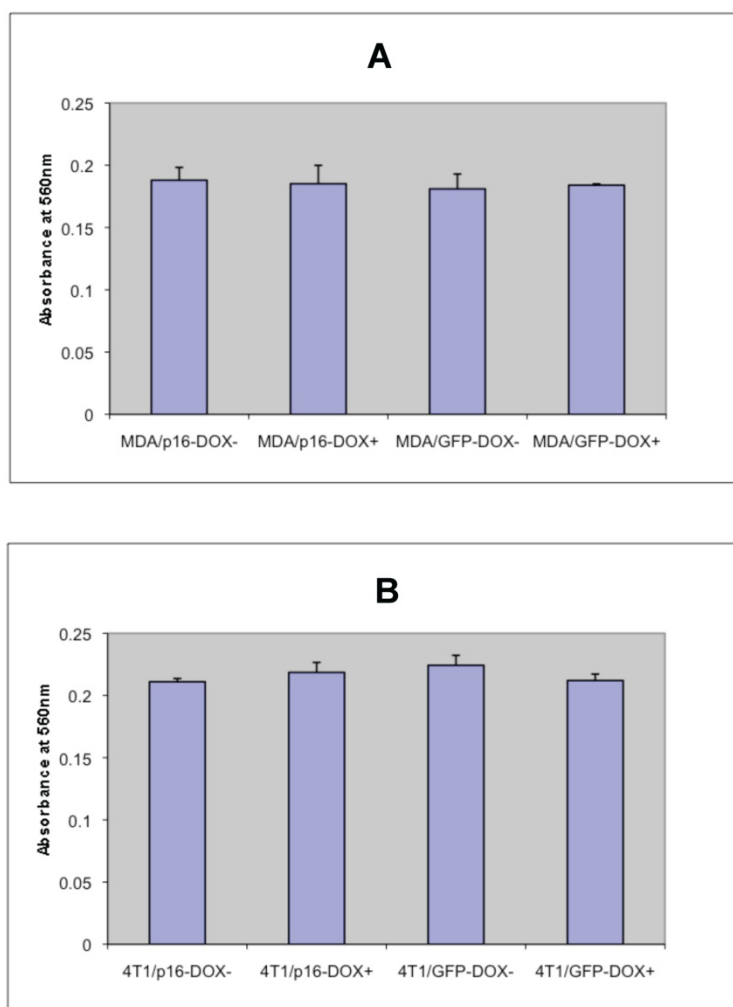 A
Absorbance at 560nm
0.25
0.2
0.15
0.1
0.05
0
MDA/p16-DOX- MDA/p16-DOX+ MDA/GFP-DOX- MDA/GFP-DOX+
B
Absorbance at 560nm
0.25
0.2
0.15
0.1
0.05
0
4T1/p16-DOX- 4T1/p16-DOX+ 4T1/GFP-DOX- 4T1/GFP-DOX+